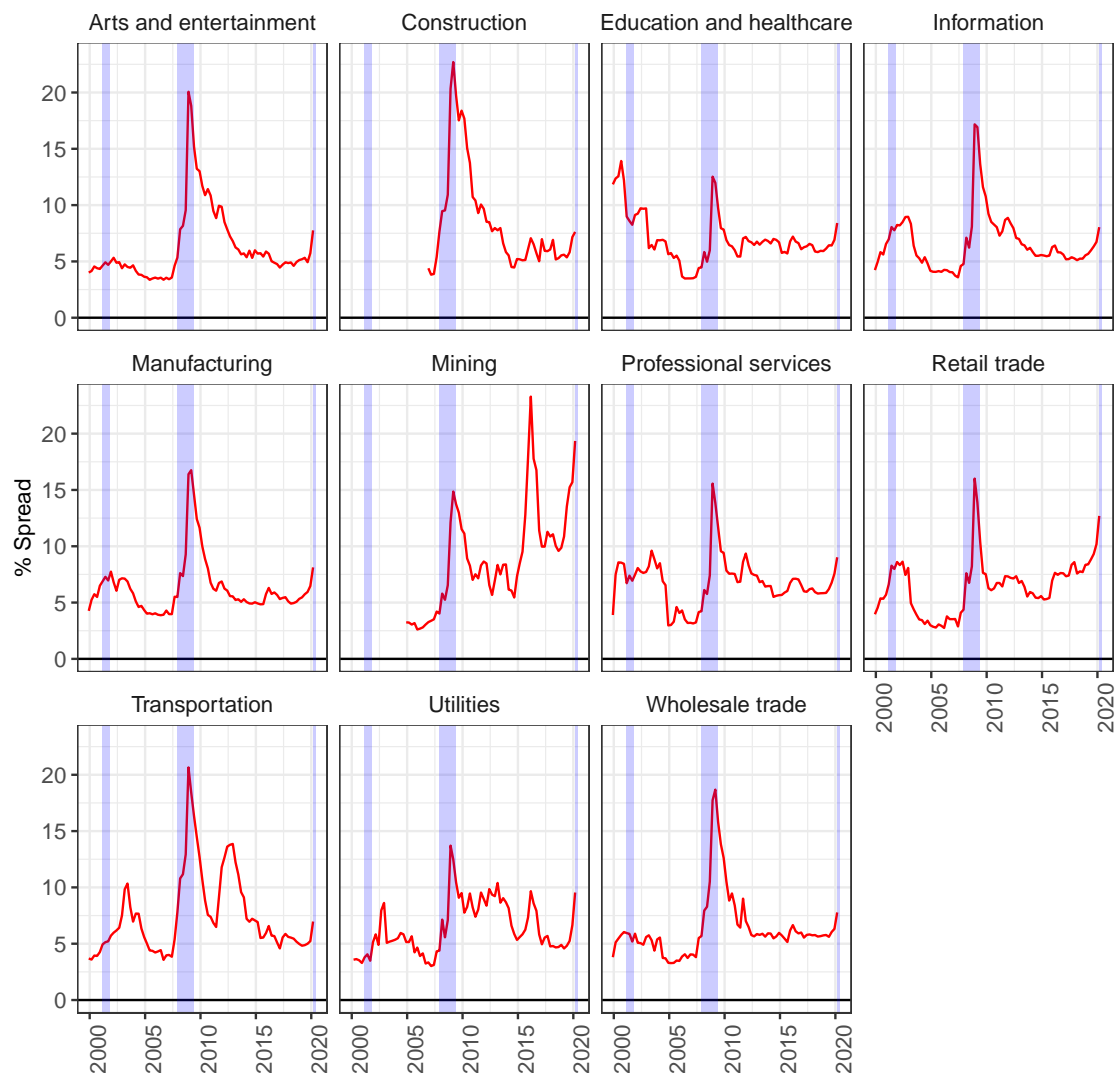 Arts and entertainment
Construction
Education and healthcare
Information
20
15
10
5
0
Manufacturing
Mining
Professional services
Retail trade
% Spread
20
15
10
5
0
2000
2005
2010
2015
2020
Transportation
Utilities
Wholesale trade
20
15
10
5
0
2000
2005
2010
2015
2020
2000
2005
2010
2015
2020
2000
2005
2010
2015
2020